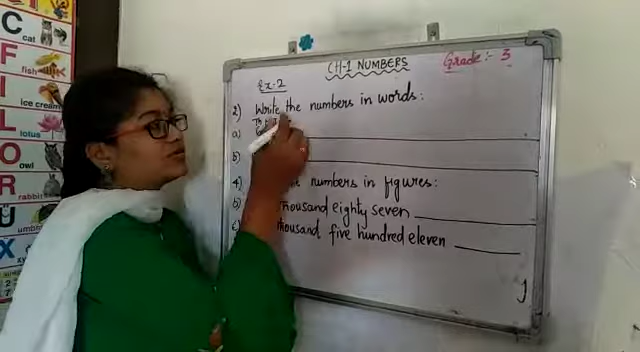 CH-1 NUMBERS
Grade:- 3
Ex-2
2) Write the numbers in words:
a)
b)
4) numbers in figures:
b) thousand eighty seven
c) thousand, five hundred eleven
C
cat
F
fish
I
ice cream
L
lotus
O
owl
R
rabbit
U
X